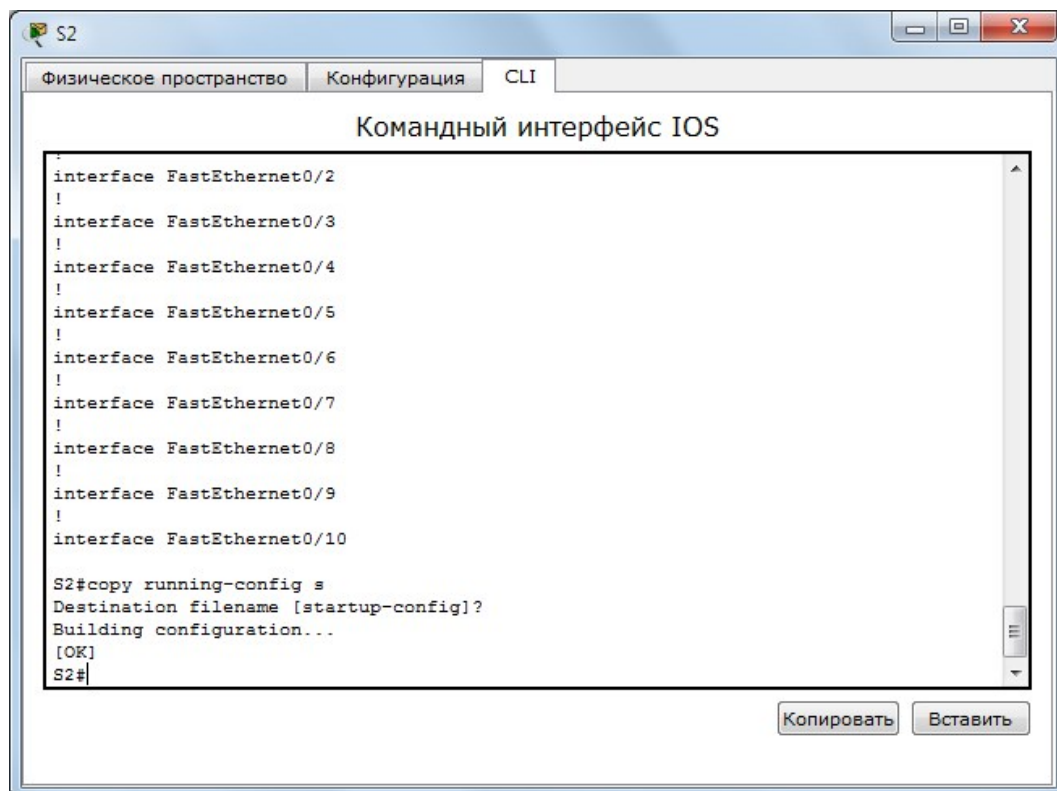 S2
Физическое пространство Конфигурация CLI
Командный интерфейс IOS
!
interface FastEthernet0/2
!
interface FastEthernet0/3
!
interface FastEthernet0/4
!
interface FastEthernet0/5
!
interface FastEthernet0/6
!
interface FastEthernet0/7
!
interface FastEthernet0/8
!
interface FastEthernet0/9
!
interface FastEthernet0/10
S2#copy running-config s
Destination filename [startup-config]?
Building configuration...
[OK]
S2#
Копировать Вставить